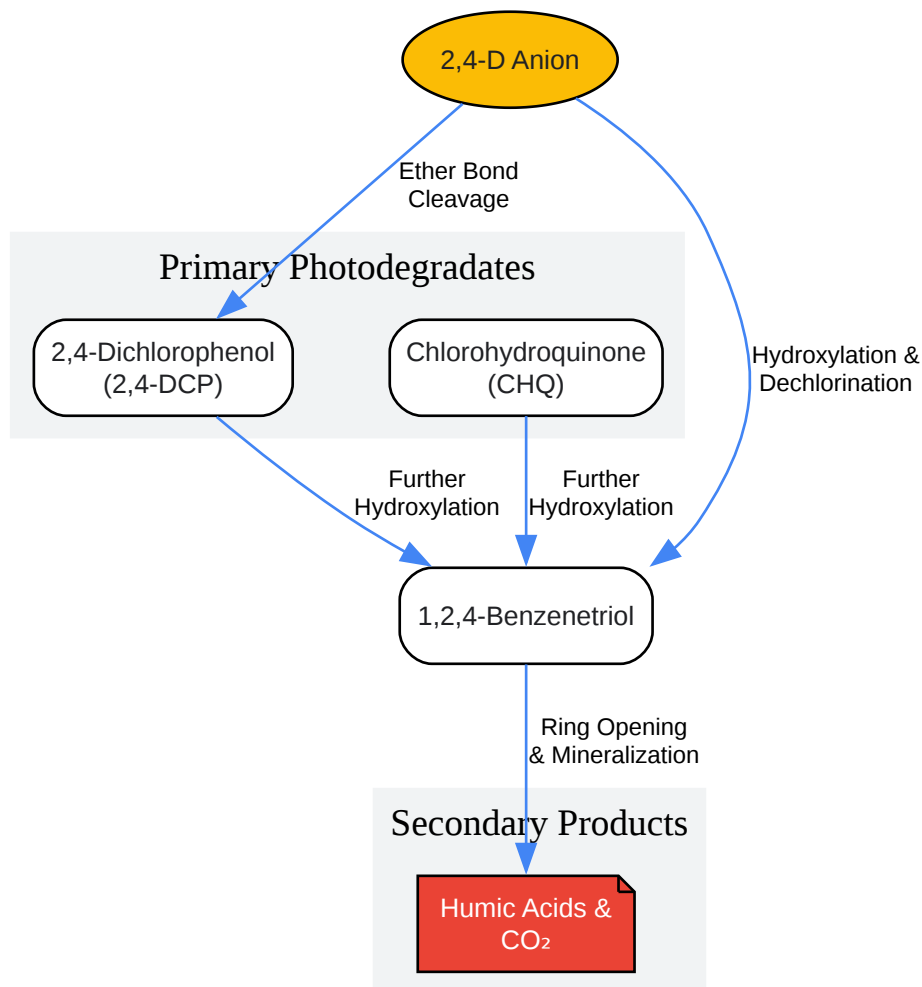 2,4-D Anion
Ether Bond
Cleavage
Primary Photodegradates
2,4-Dichlorophenol
(2,4-DCP)
Chlorohydroquinone
(CHQ)
Hydroxylation &
Dechlorination
Further
Hydroxylation
Further
Hydroxylation
1,2,4-Benzenetriol
Ring Opening
& Mineralization
Secondary Products
Humic Acids &
CO₂